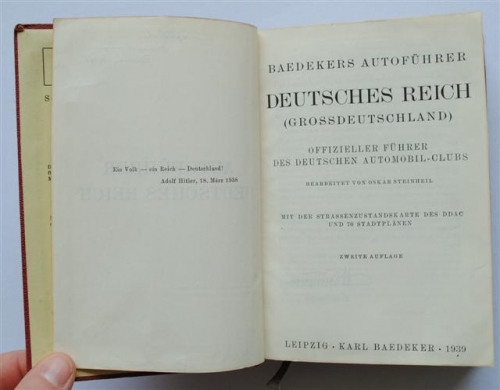 Ein Volk — ein Reich — Deutschland!
Adolf Hitler, 18. März 1938
BAEDEKERS AUTOFÜHRER
DEUTSCHES REICH
(GROSSDEUTSCHLAND)
OFFIZIELLER FÜHRER
DES DEUTSCHEN AUTOMOBIL-CLUBS
BEARBEITET VON OSKAR STEINHEIL
MIT DER STRASSENZUSTANDSKARTE DES DDAC
UND 70 STADTPLÄNEN
ZWEITE AUFLAGE
LEIPZIG · KARL BAEDEKER · 1939